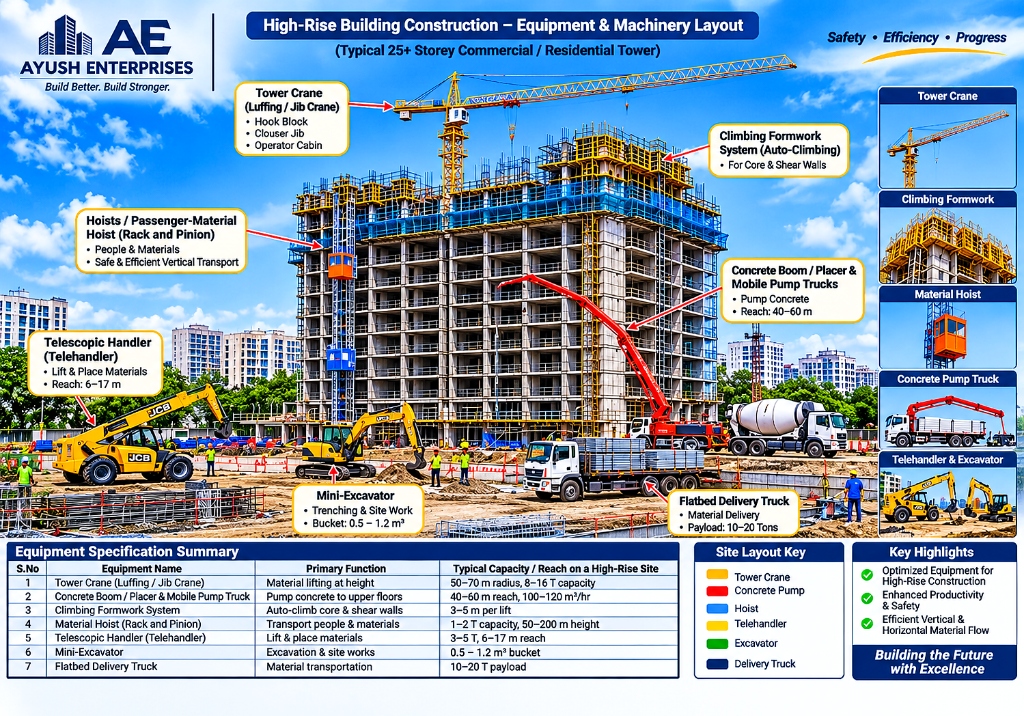 AE
AYUSH ENTERPRISES
Build Better. Build Stronger.
High-Rise Building Construction – Equipment & Machinery Layout
(Typical 25+ Storey Commercial / Residential Tower)
Safety • Efficiency • Progress
Tower Crane
(Luffing / Jib Crane)
• Hook Block
• Clouser Jib
• Operator Cabin
Climbing Formwork
System (Auto-Climbing)
• For Core & Shear Walls
Hoists / Passenger-Material
Hoist (Rack and Pinion)
• People & Materials
• Safe & Efficient Vertical Transport
Concrete Boom / Placer &
Mobile Pump Trucks
• Pump Concrete
• Reach: 40–60 m
Telescopic Handler
(Telehandler)
• Lift & Place Materials
• Reach: 6–17 m
JCB
JCB
Mini-Excavator
• Trenching & Site Work
• Bucket: 0.5 – 1.2 m³
Flatbed Delivery Truck
• Material Delivery
• Payload: 10–20 Tons
Tower Crane
Climbing Formwork
Material Hoist
Concrete Pump Truck
Telehandler & Excavator
Equipment Specification Summary
S.No Equipment Name Primary Function Typical Capacity / Reach on a High-Rise Site
1 Tower Crane (Luffing / Jib Crane) Material lifting at height 50–70 m radius, 8–16 T capacity
2 Concrete Boom / Placer & Mobile Pump Truck Pump concrete to upper floors 40–60 m reach, 100–120 m³/hr
3 Climbing Formwork System Auto-climb core & shear walls 3–5 m per lift
4 Material Hoist (Rack and Pinion) Transport people & materials 1–2 T capacity, 50–200 m height
5 Telescopic Handler (Telehandler) Lift & place materials 3–5 T, 6–17 m reach
6 Mini-Excavator Excavation & site works 0.5 – 1.2 m³ bucket
7 Flatbed Delivery Truck Material transportation 10–20 T payload
Site Layout Key
Tower Crane
Concrete Pump
Hoist
Telehandler
Excavator
Delivery Truck
Key Highlights
Optimized Equipment for
High-Rise Construction
Enhanced Productivity
& Safety
Efficient Vertical &
Horizontal Material Flow
Building the Future
with Excellence